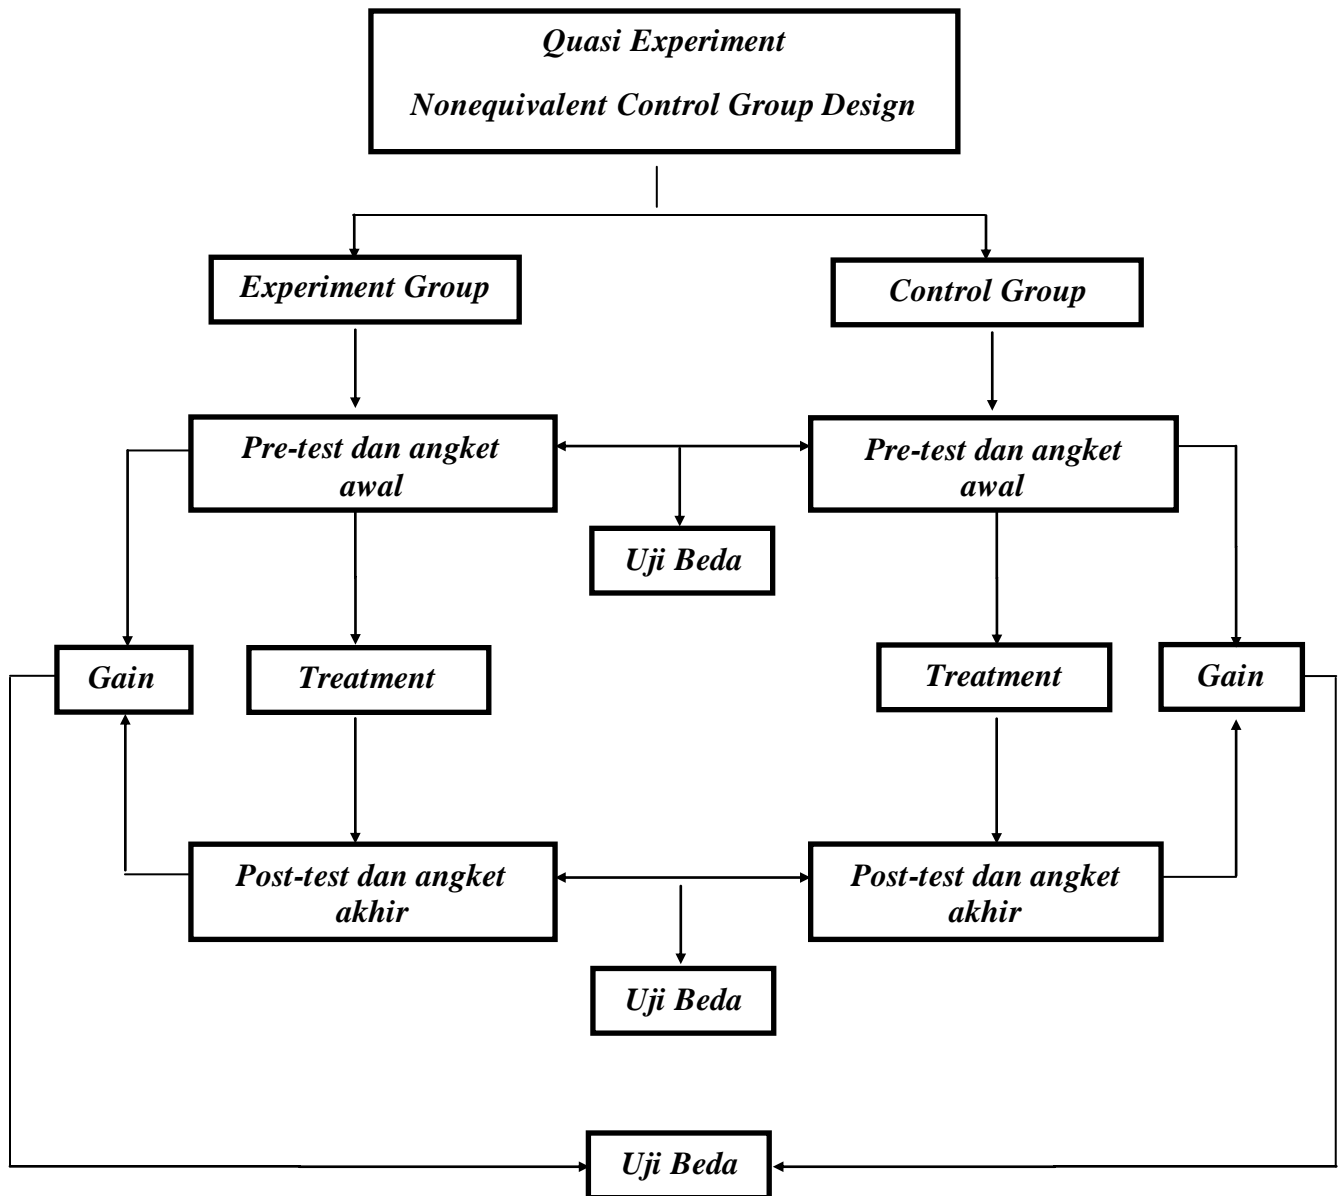 Quasi Experiment
Nonequivalent Control Group Design
Experiment Group
Control Group
Pre-test dan angket
awal
Pre-test dan angket
awal
Uji Beda
Gain
Treatment
Treatment
Gain
Post-test dan angket
akhir
Post-test dan angket
akhir
Uji Beda
Uji Beda